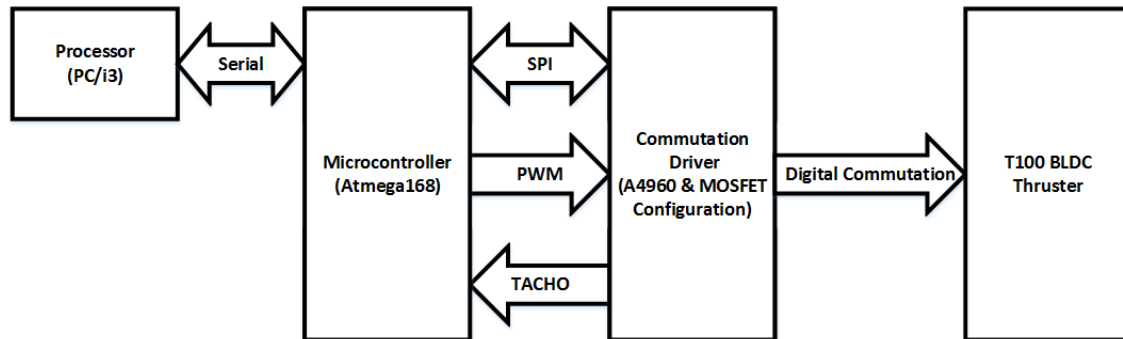 Processor
(PC/i3)
Serial
Microcontroller
(Atmega168)
SPI
PWM
TACHO
Commutation
Driver
(A4960 & MOSFET
Configuration)
Digital Commutation
T100 BLDC
Thruster